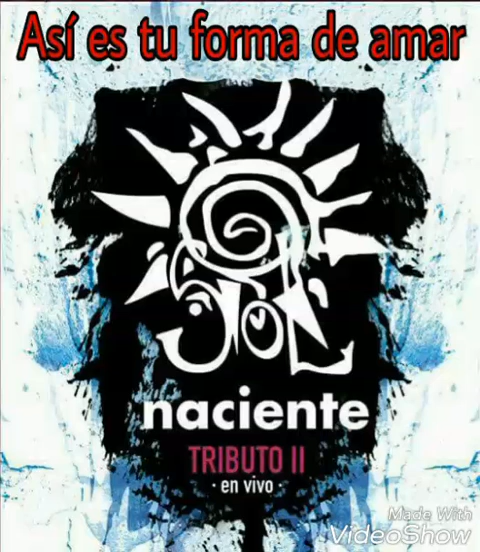 Así es tu forma de amar
SOL
naciente
TRIBUTO II
· en vivo ·
Made With
VideoShow